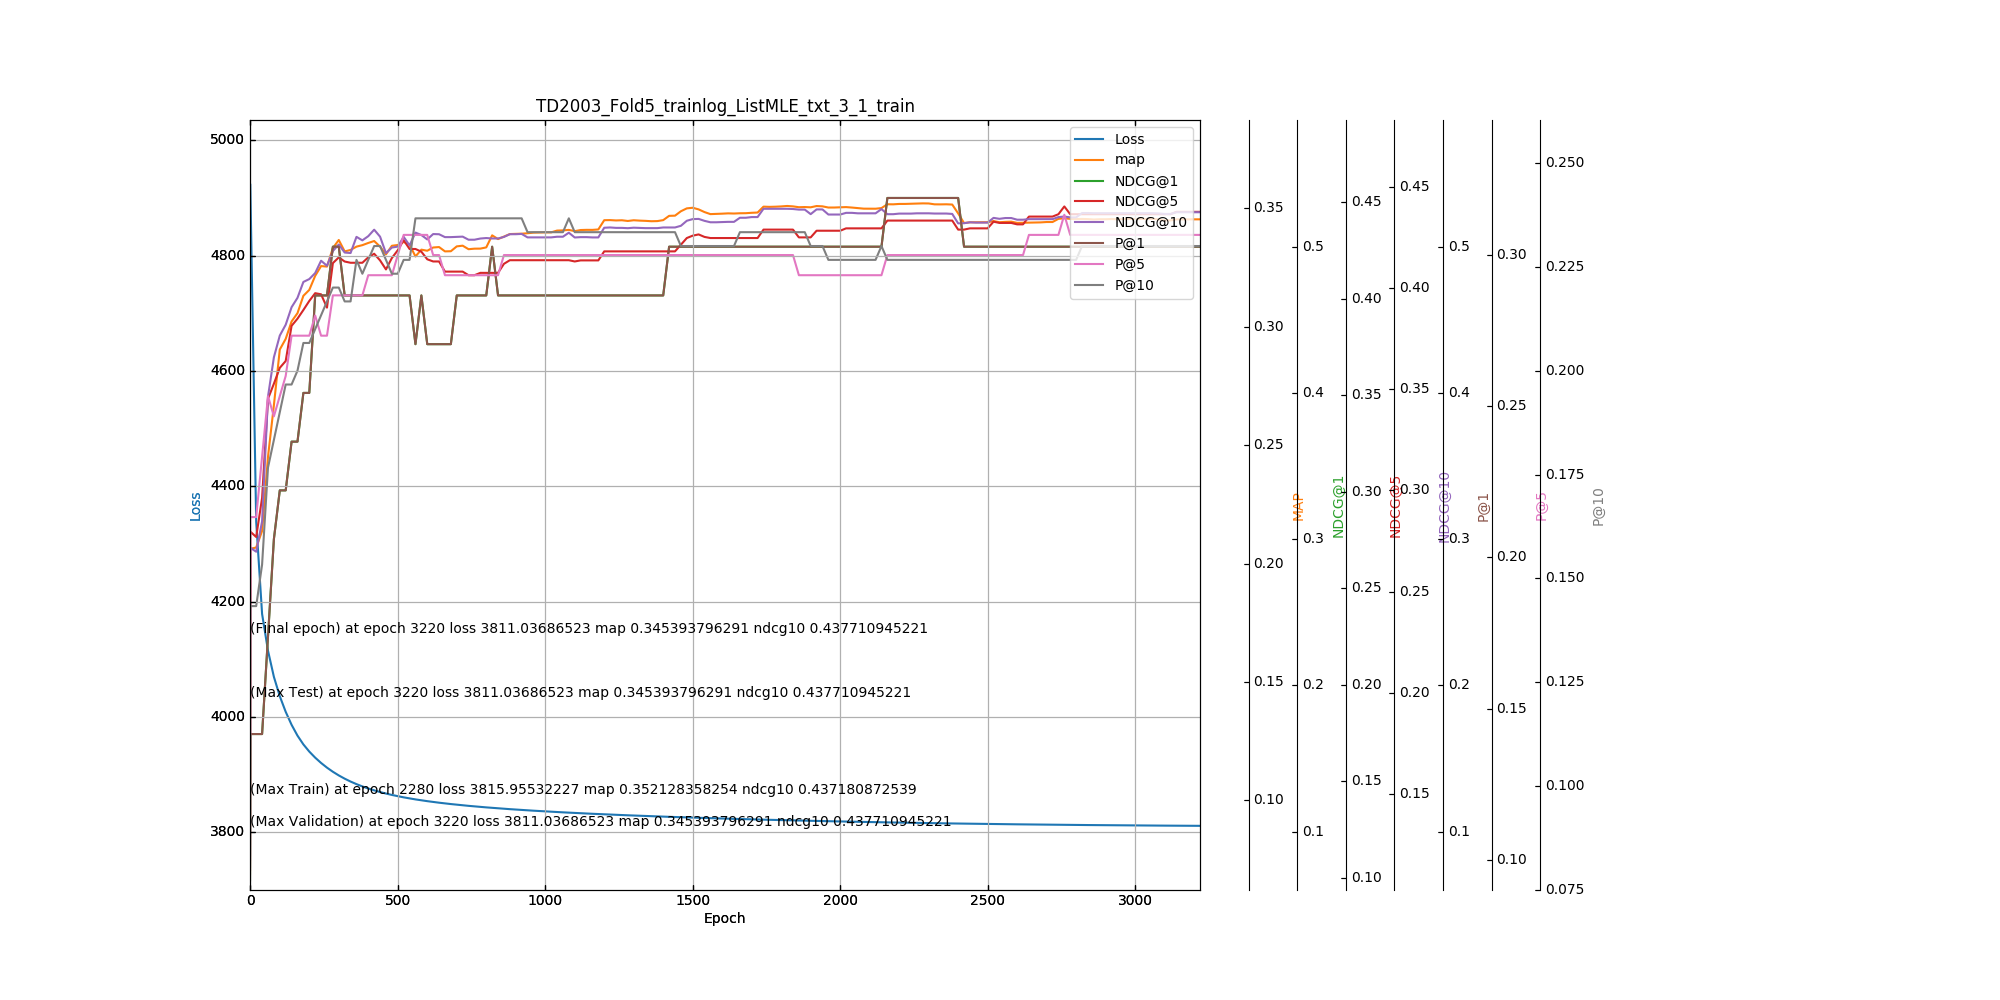 TD2003_Fold5_trainlog_ListMLE_txt_3_1_train
Loss
map
NDCG@1
NDCG@5
NDCG@10
P@1
P@5
P@10
5000
4800
4600
4400
4200
4000
3800
Loss
(Final epoch) at epoch 3220 loss 3811.03686523 map 0.345393796291 ndcg10 0.437710945221
(Max Test) at epoch 3220 loss 3811.03686523 map 0.345393796291 ndcg10 0.437710945221
(Max Train) at epoch 2280 loss 3815.95532227 map 0.352128358254 ndcg10 0.437180872539
(Max Validation) at epoch 3220 loss 3811.03686523 map 0.345393796291 ndcg10 0.437710945221
0 500 1000 1500 2000 2500 3000
Epoch
0.35
0.30
0.25
0.20
0.15
0.10
MAP
0.5
0.4
0.3
0.2
0.1
NDCG@1
0.45
0.40
0.35
0.30
0.25
0.20
0.15
0.10
NDCG@5
0.45
0.40
0.35
0.30
0.25
0.20
0.15
NDCG@10
0.5
0.4
0.3
0.2
0.1
P@1
0.30
0.25
0.20
0.15
0.10
P@5
0.250
0.225
0.200
0.175
0.150
0.125
0.100
0.075
P@10